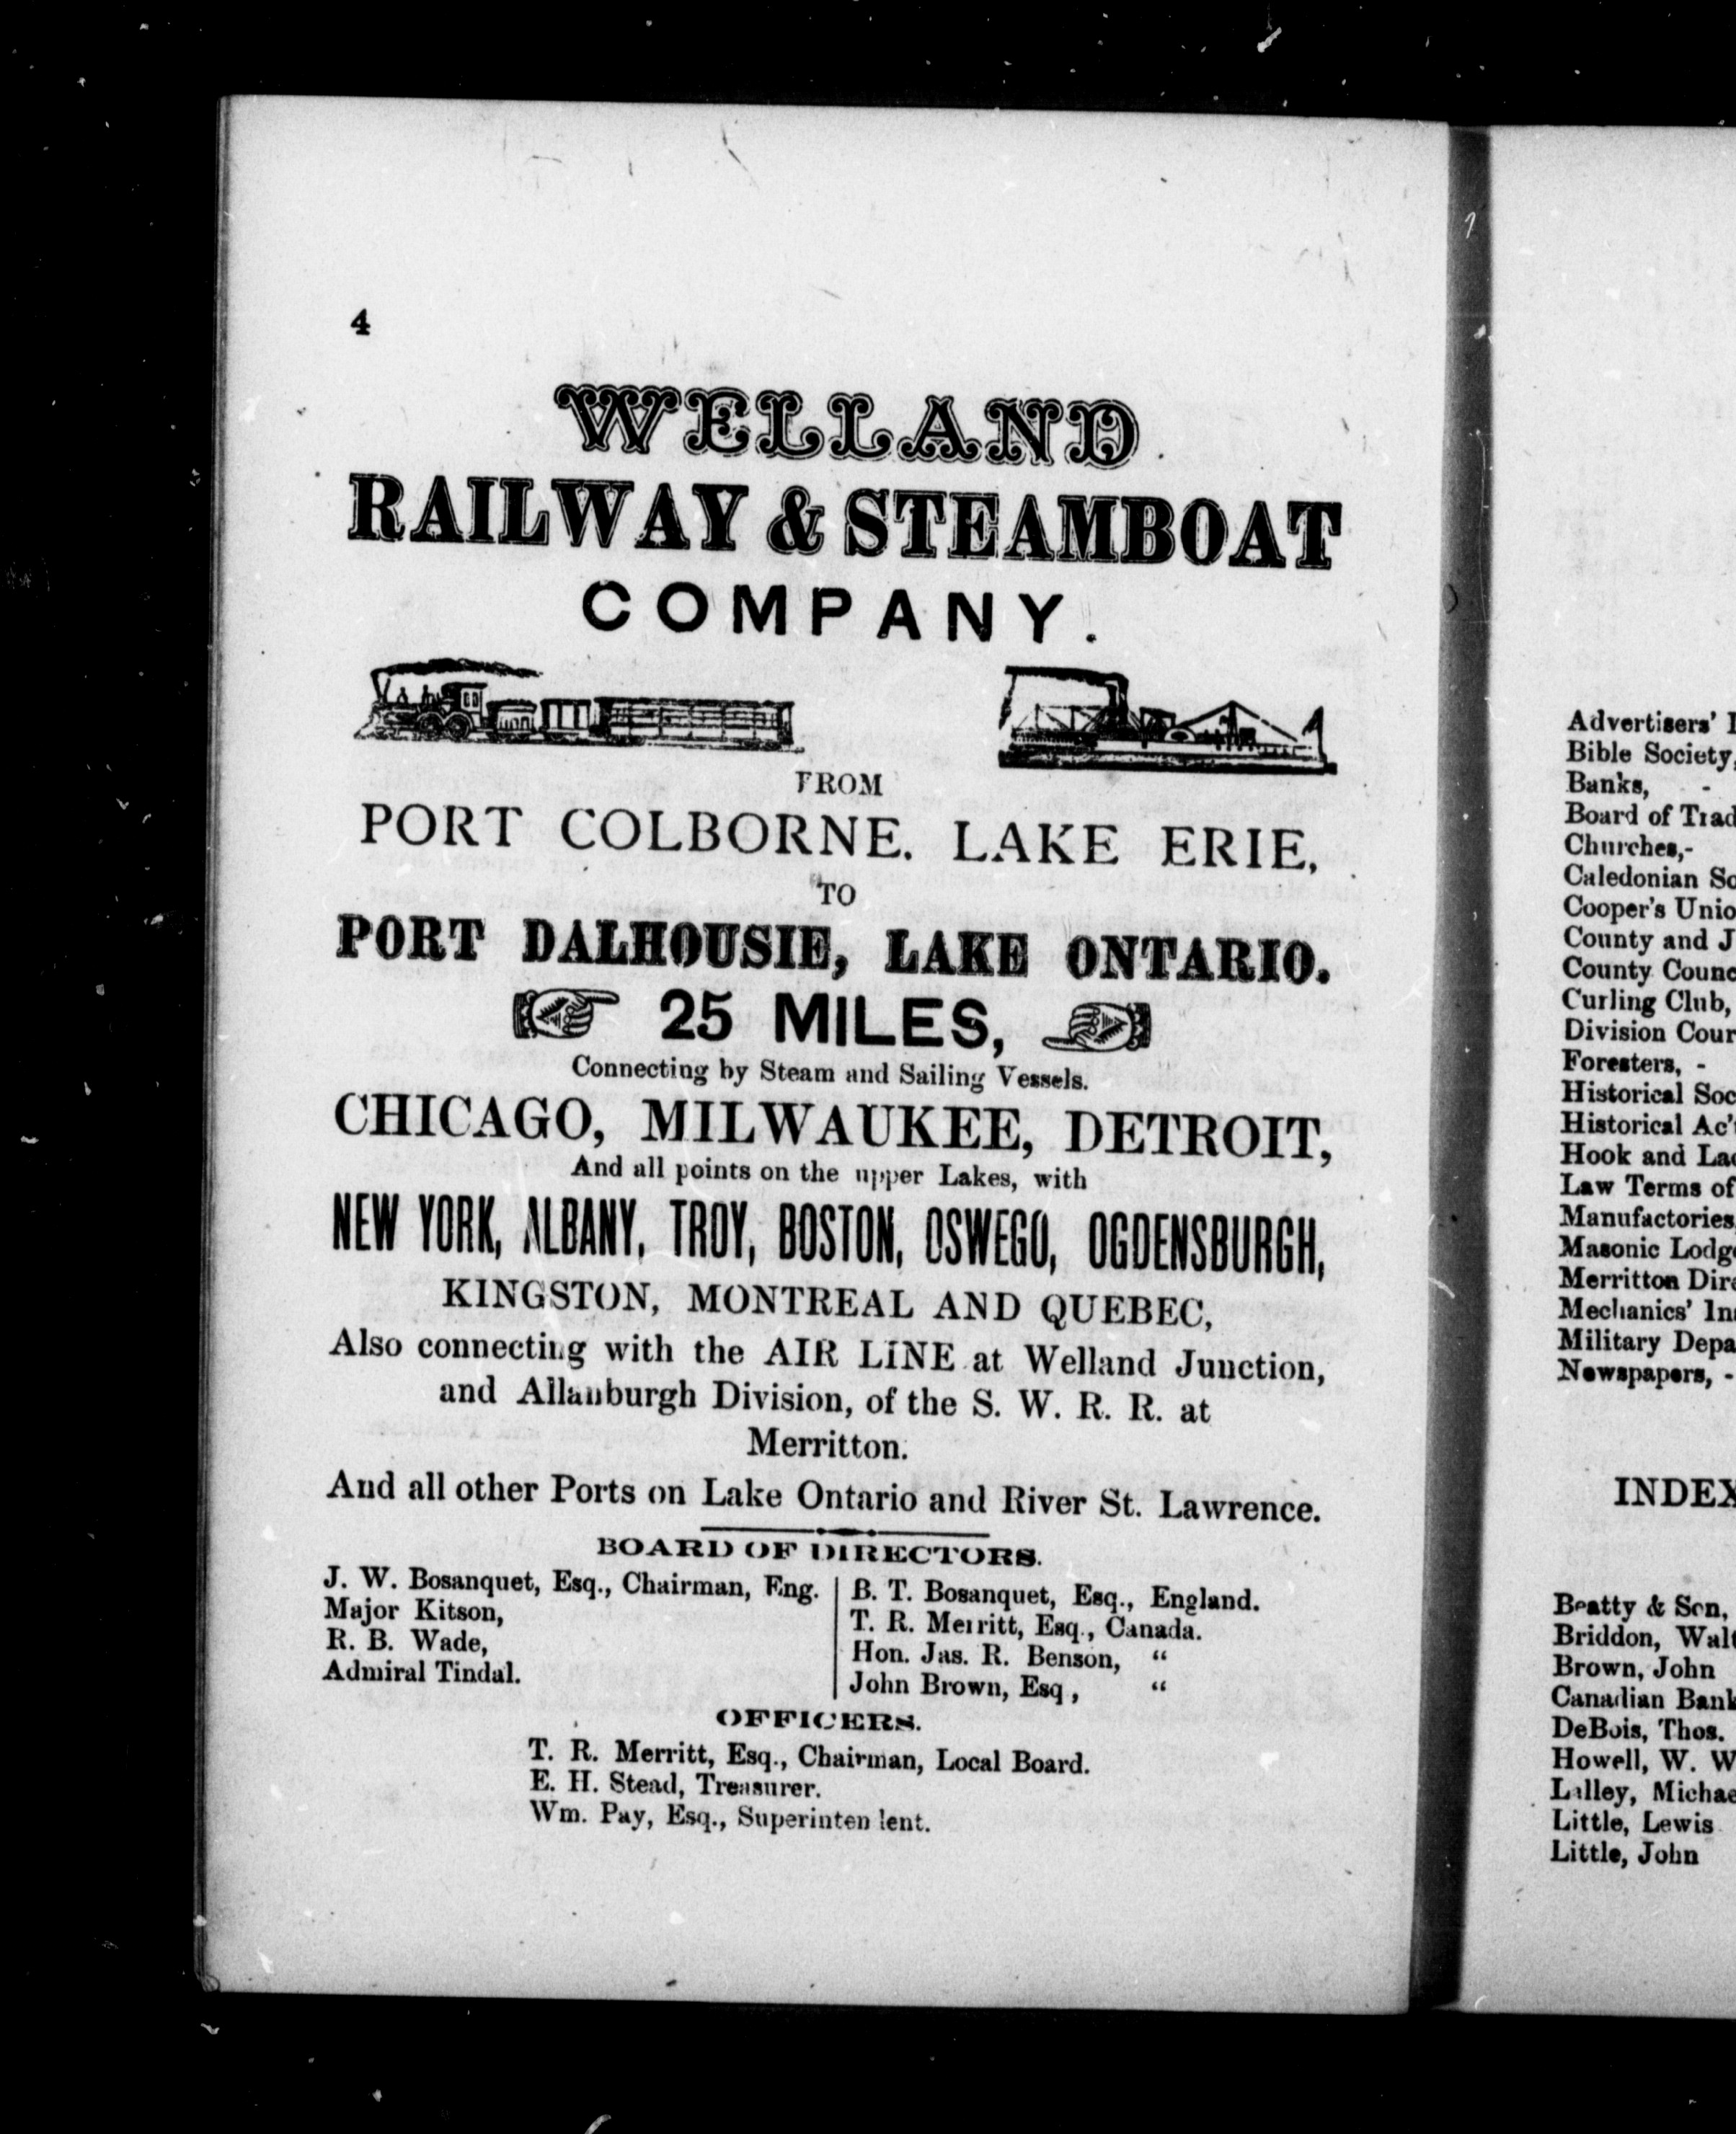 4
WELLAND
RAILWAY & STEAMBOAT
COMPANY.
FROM
PORT COLBORNE. LAKE ERIE,
TO
PORT DALHOUSIE, LAKE ONTARIO.
25 MILES,
Connecting by Steam and Sailing Vessels.
CHICAGO, MILWAUKEE, DETROIT,
And all points on the upper Lakes, with
NEW YORK, ALBANY, TROY, BOSTON, OSWEGO, OGDENSBURGH,
KINGSTON, MONTREAL AND QUEBEC,
Also connecting with the AIR LINE at Welland Junction,
and Allanburgh Division, of the S. W. R. R. at
Merritton.
And all other Ports on Lake Ontario and River St. Lawrence.
BOARD OF DIRECTORS.
J. W. Bosanquet, Esq., Chairman, Eng.
Major Kitson,
R. B. Wade,
Admiral Tindal.
B. T. Bosanquet, Esq., England.
T. R. Merritt, Esq., Canada.
Hon. Jas. R. Benson, “
John Brown, Esq, “
OFFICERS.
T. R. Merritt, Esq., Chairman, Local Board.
E. H. Stead, Treasurer.
Wm. Pay, Esq., Superintendent.
Advertisers'
Bible Society,
Banks, -
Board of Trad
Churches,-
Caledonian So
Cooper's Unio
County and J
County Counc
Curling Club,
Division Cour
Foresters, -
Historical Soc
Historical Ac't
Hook and Lad
Law Terms of
Manufactories,
Masonic Lodge
Merritton Dire
Mechanics' Ins
Military Depa
Newspapers, -
INDEX
Beatty & Son,
Briddon, Walt
Brown, John
Canadian Bank
DeBois, Thos.
Howell, W. W
Lalley, Michae
Little, Lewis
Little, John